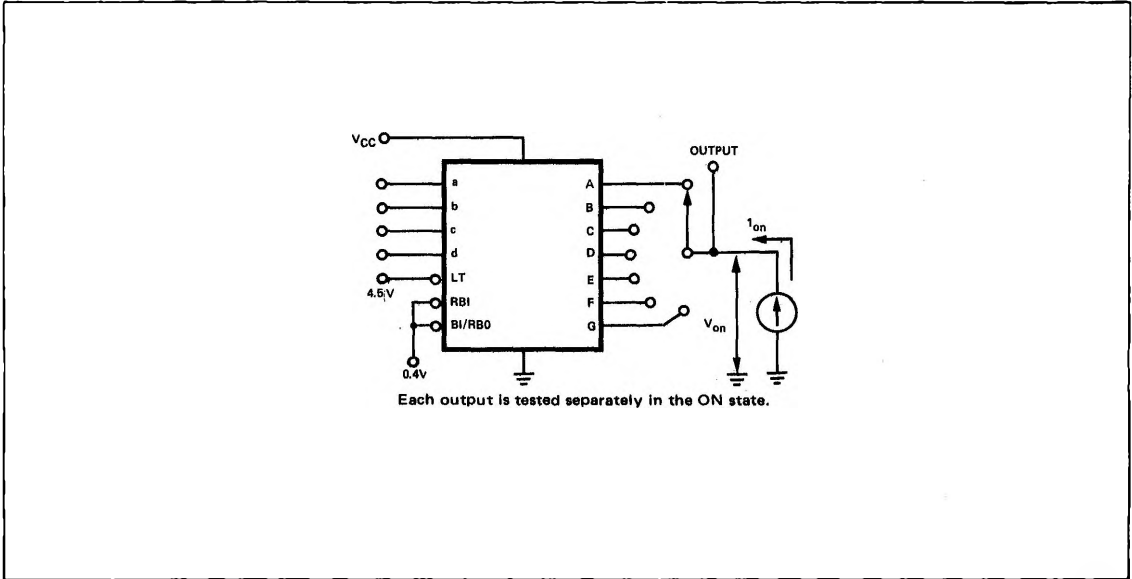 VCC
OUTPUT
a
A
b
B
c
C
Ion
d
D
LT
E
4.5 V
RBI
F
BI/RBO
G
Von
0.4V
Each output is tested separately in the ON state.